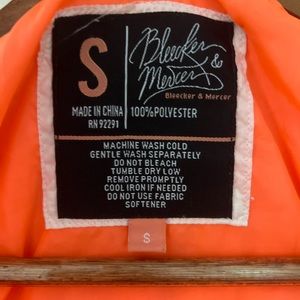 S
Bleecker
& Mercer
Bleecker & Mercer
MADE IN CHINA
RN 92291
100% POLYESTER
MACHINE WASH COLD
GENTLE WASH SEPARATELY
DO NOT BLEACH
TUMBLE DRY LOW
REMOVE PROMPTLY
COOL IRON IF NEEDED
DO NOT USE FABRIC
SOFTENER
S